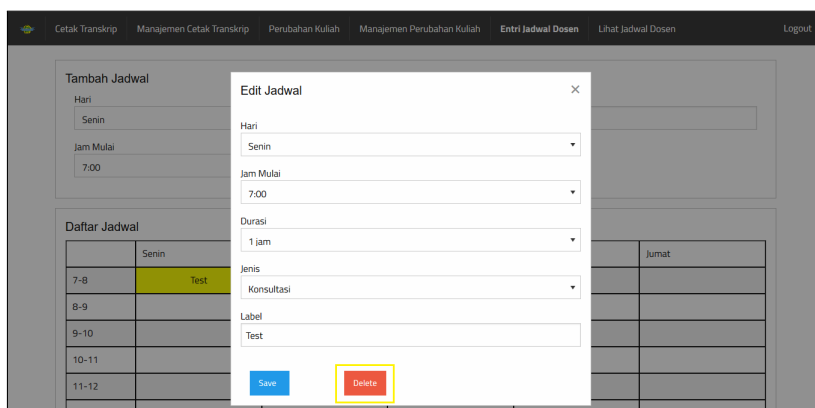 Cetak Transkrip Manajemen Cetak Transkrip Perubahan Kuliah Manajemen Perubahan Kuliah Entri Jadwal Dosen Lihat Jadwal Dosen Logout
Tambah Jadwal
Hari
Senin
Jam Mulai
7:00
Edit Jadwal ×
Hari
Senin
Jam Mulai
7:00
Durasi
1 jam
Jenis
Konsultasi
Label
Test
Save Delete
Daftar Jadwal
Senin Jumat
7-8 Test
8-9
9-10
10-11
11-12